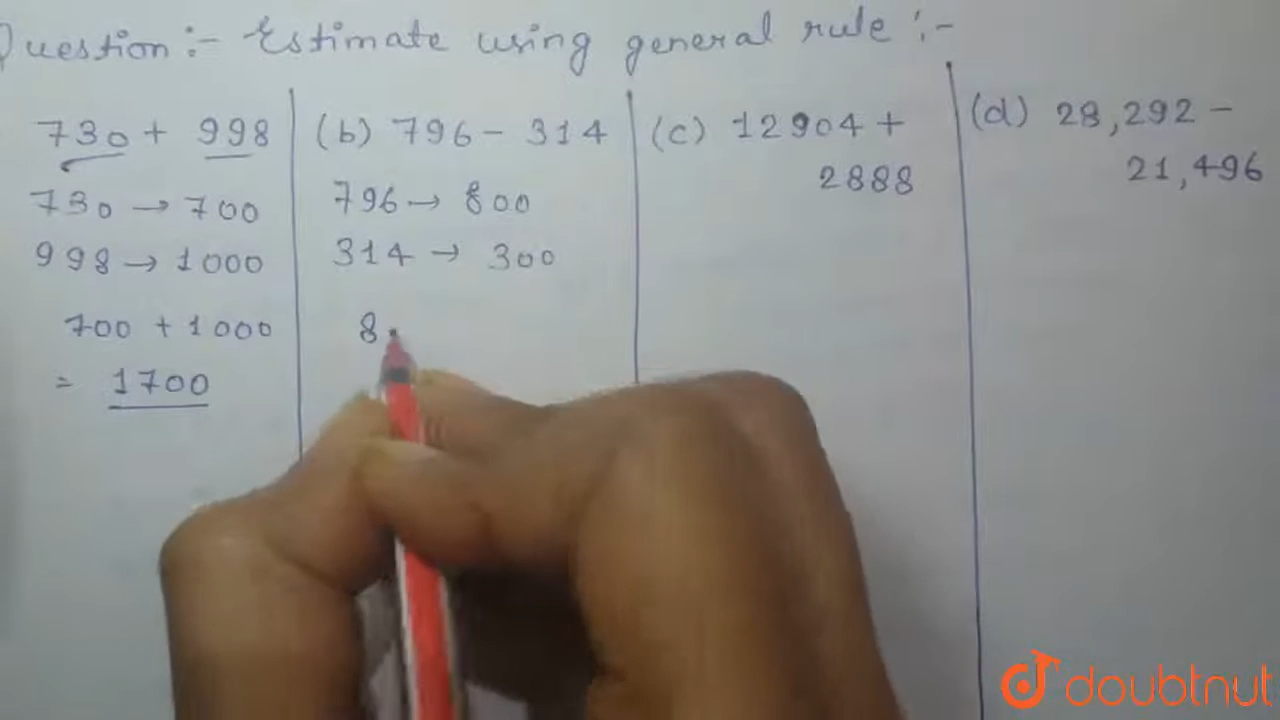 Question :- Estimate using general rule :-
730 + 998
730 → 700
998 → 1000
700 + 1000
= 1700
(b) 796 - 314
796 → 800
314 → 300
8
(c) 12904 +
2888
(d) 28,292 -
21,496
doubtnut